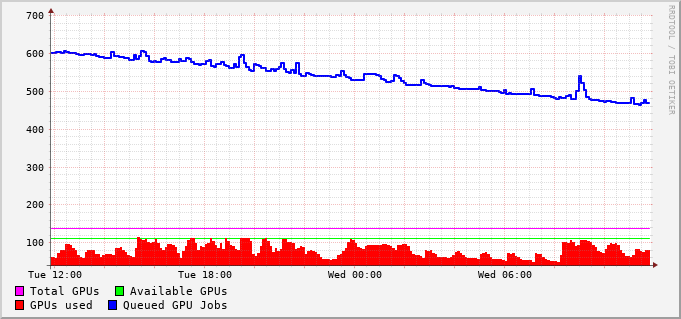 700
600
500
400
300
200
100
Tue 12:00 Tue 18:00 Wed 00:00 Wed 06:00
Total GPUs Available GPUs
GPUs used Queued GPU Jobs
RRDTOOL / TOBI OETIKER